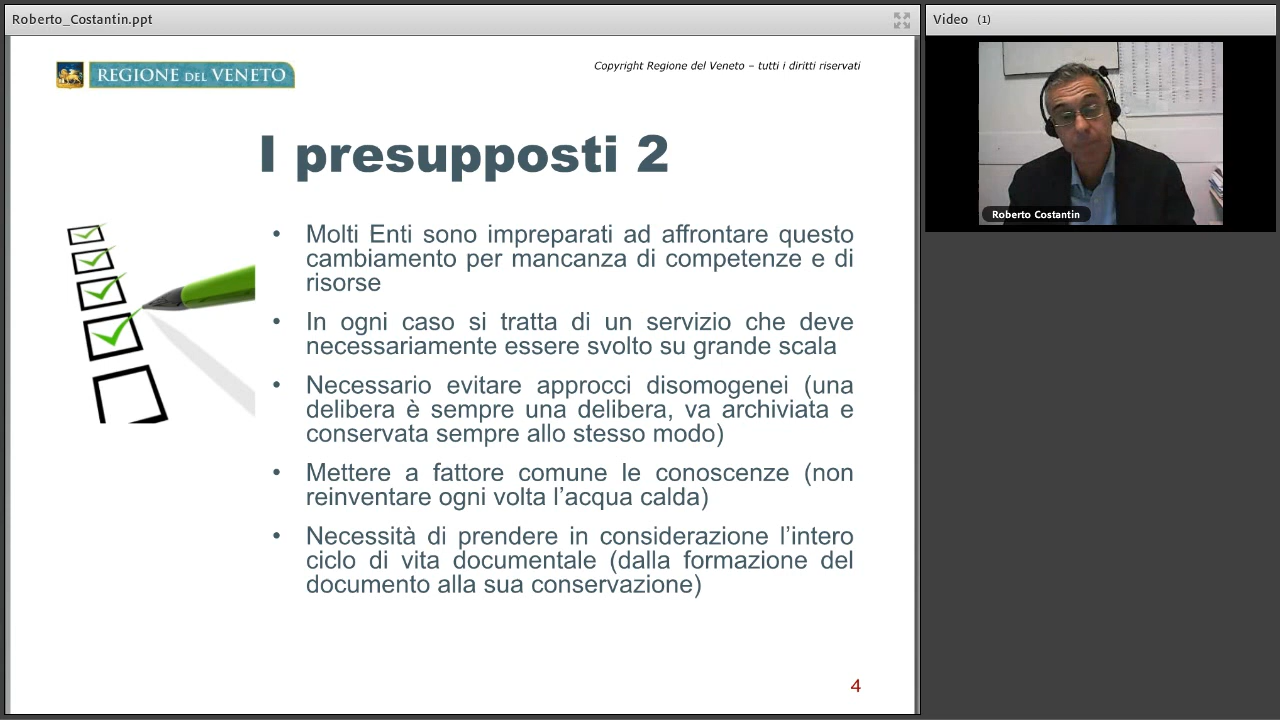 Roberto_Costantin.ppt
Video (1)
REGIONE DEL VENETO
Copyright Regione del Veneto – tutti i diritti riservati
I presupposti 2
• Molti Enti sono impreparati ad affrontare questo
cambiamento per mancanza di competenze e di
risorse
• In ogni caso si tratta di un servizio che deve
necessariamente essere svolto su grande scala
• Necessario evitare approcci disomogenei (una
delibera è sempre una delibera, va archiviata e
conservata sempre allo stesso modo)
• Mettere a fattore comune le conoscenze (non
reinventare ogni volta l’acqua calda)
• Necessità di prendere in considerazione l’intero
ciclo di vita documentale (dalla formazione del
documento alla sua conservazione)
4
Roberto Costantin